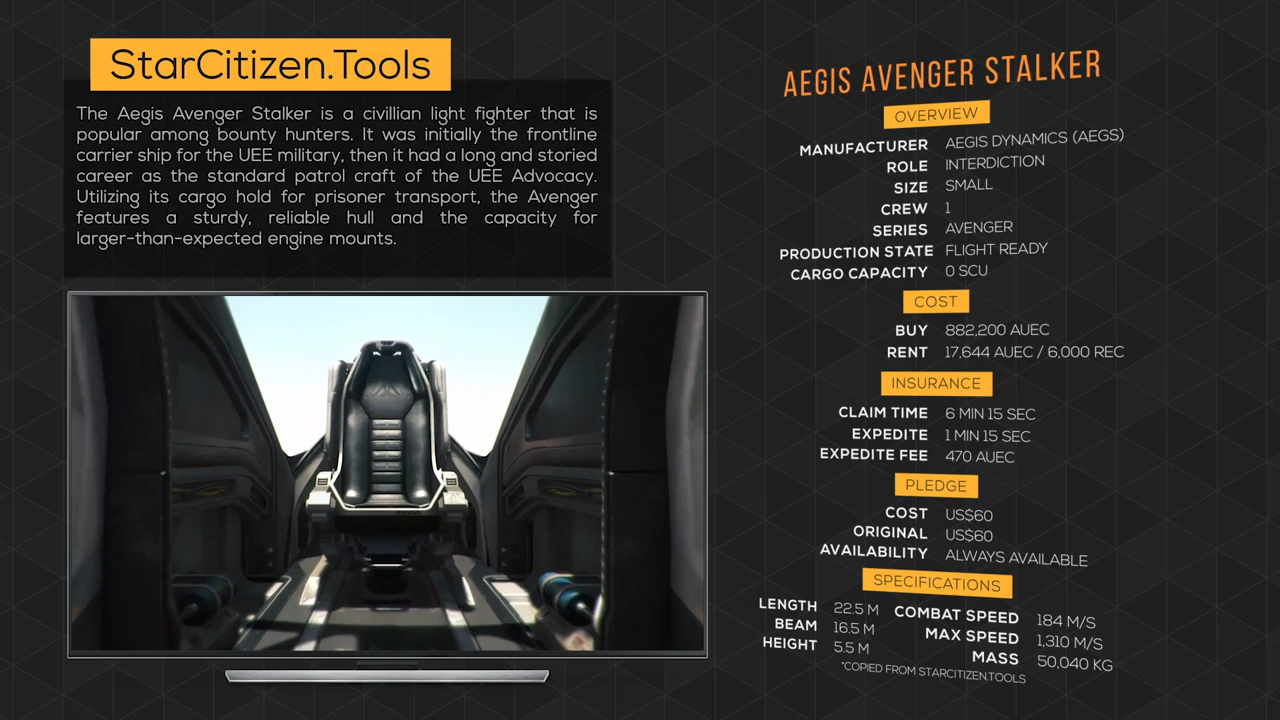 StarCitizen.Tools
The Aegis Avenger Stalker is a civillian light fighter that is
popular among bounty hunters. It was initially the frontline
carrier ship for the UEE military, then it had a long and storied
career as the standard patrol craft of the UEE Advocacy.
Utilizing its cargo hold for prisoner transport, the Avenger
features a sturdy, reliable hull and the capacity for
larger-than-expected engine mounts.
AEGIS AVENGER STALKER
OVERVIEW
MANUFACTURER AEGIS DYNAMICS (AEGS)
ROLE INTERDICTION
SIZE SMALL
CREW 1
SERIES AVENGER
PRODUCTION STATE FLIGHT READY
CARGO CAPACITY 0 SCU
COST
BUY 882,200 AUEC
RENT 17,644 AUEC / 6,000 REC
INSURANCE
CLAIM TIME 6 MIN 15 SEC
EXPEDITE 1 MIN 15 SEC
EXPEDITE FEE 470 AUEC
PLEDGE
COST US$60
ORIGINAL US$60
AVAILABILITY ALWAYS AVAILABLE
SPECIFICATIONS
LENGTH 22.5 M COMBAT SPEED 184 M/S
BEAM 16.5 M MAX SPEED 1,310 M/S
HEIGHT 5.5 M MASS 50,040 KG
*COPIED FROM STARCITIZEN.TOOLS